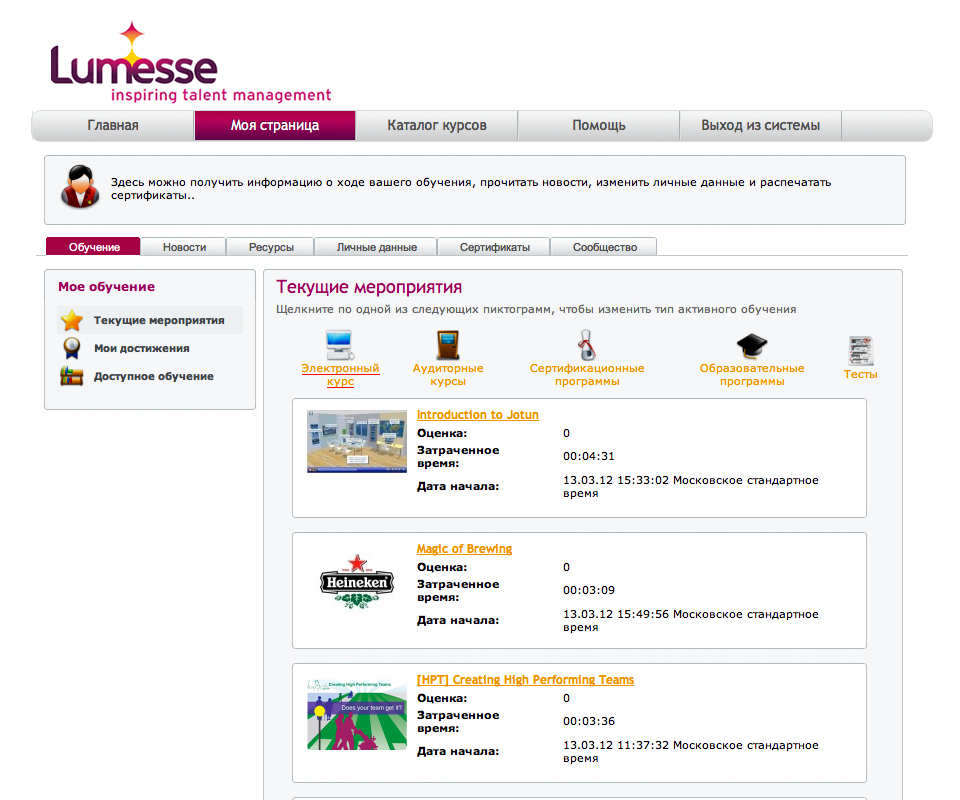 Lumesse
inspiring talent management
Главная
Моя страница
Каталог курсов
Помощь
Выход из системы
Здесь можно получить информацию о ходе вашего обучения, прочитать новости, изменить личные данные и распечатать
сертификаты..
Обучение
Новости
Ресурсы
Личные данные
Сертификаты
Сообщество
Мое обучение
Текущие мероприятия
Мои достижения
Доступное обучение
Текущие мероприятия
Щелкните по одной из следующих пиктограмм, чтобы изменить тип активного обучения
Электронный
курс
Аудиторные
курсы
Сертификационные
программы
Образовательные
программы
Тесты
Introduction to Jotun
Оценка: 0
Затраченное
время: 00:04:31
Дата начала: 13.03.12 15:33:02 Московское стандартное
время
Heineken
Magic of Brewing
Оценка: 0
Затраченное
время: 00:03:09
Дата начала: 13.03.12 15:49:56 Московское стандартное
время
Creating High Performing Teams
Does your team get it?
[HPT] Creating High Performing Teams
Оценка: 0
Затраченное
время: 00:03:36
Дата начала: 13.03.12 11:37:32 Московское стандартное
время